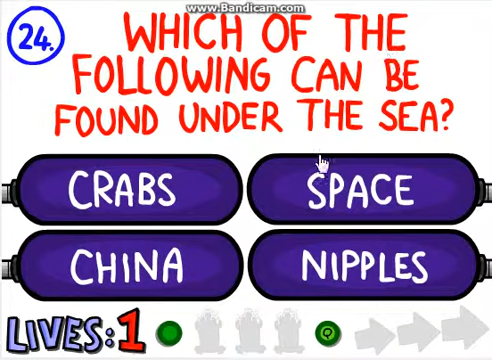 www.Bandicam.com
24.
WHICH OF THE
FOLLOWING CAN BE
FOUND UNDER THE SEA?
CRABS
SPACE
CHINA
NIPPLES
LIVES:1